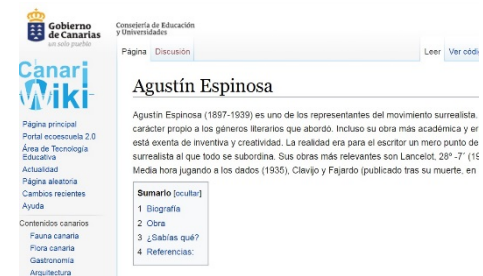 Gobierno
de Canarias
un solo pueblo
Consejería de Educación
y Universidades
Página
Discusión
Leer
Ver códig
Canari
Wiki
Agustín Espinosa
Página principal
Portal ecoescuela 2.0
Área de Tecnología
Educativa
Actualidad
Página aleatoria
Cambios recientes
Ayuda
Contenidos canarios
Fauna canaria
Flora canaria
Gastronomía
Arquitectura
Agustín Espinosa (1897-1939) es uno de los representantes del movimiento surrealista.
carácter propio a los géneros literarios que abordó. Incluso su obra más académica y er
está exenta de inventiva y creatividad. La realidad era para el escritor un mero punto de
surrealista al que todo se subordina. Sus obras más relevantes son Lancelot, 28º -7º (19
Media hora jugando a los dados (1935), Clavijo y Fajardo (publicado tras su muerte, en
Sumario [ocultar]
1 Biografía
2 Obra
3 ¿Sabías qué?
4 Referencias: